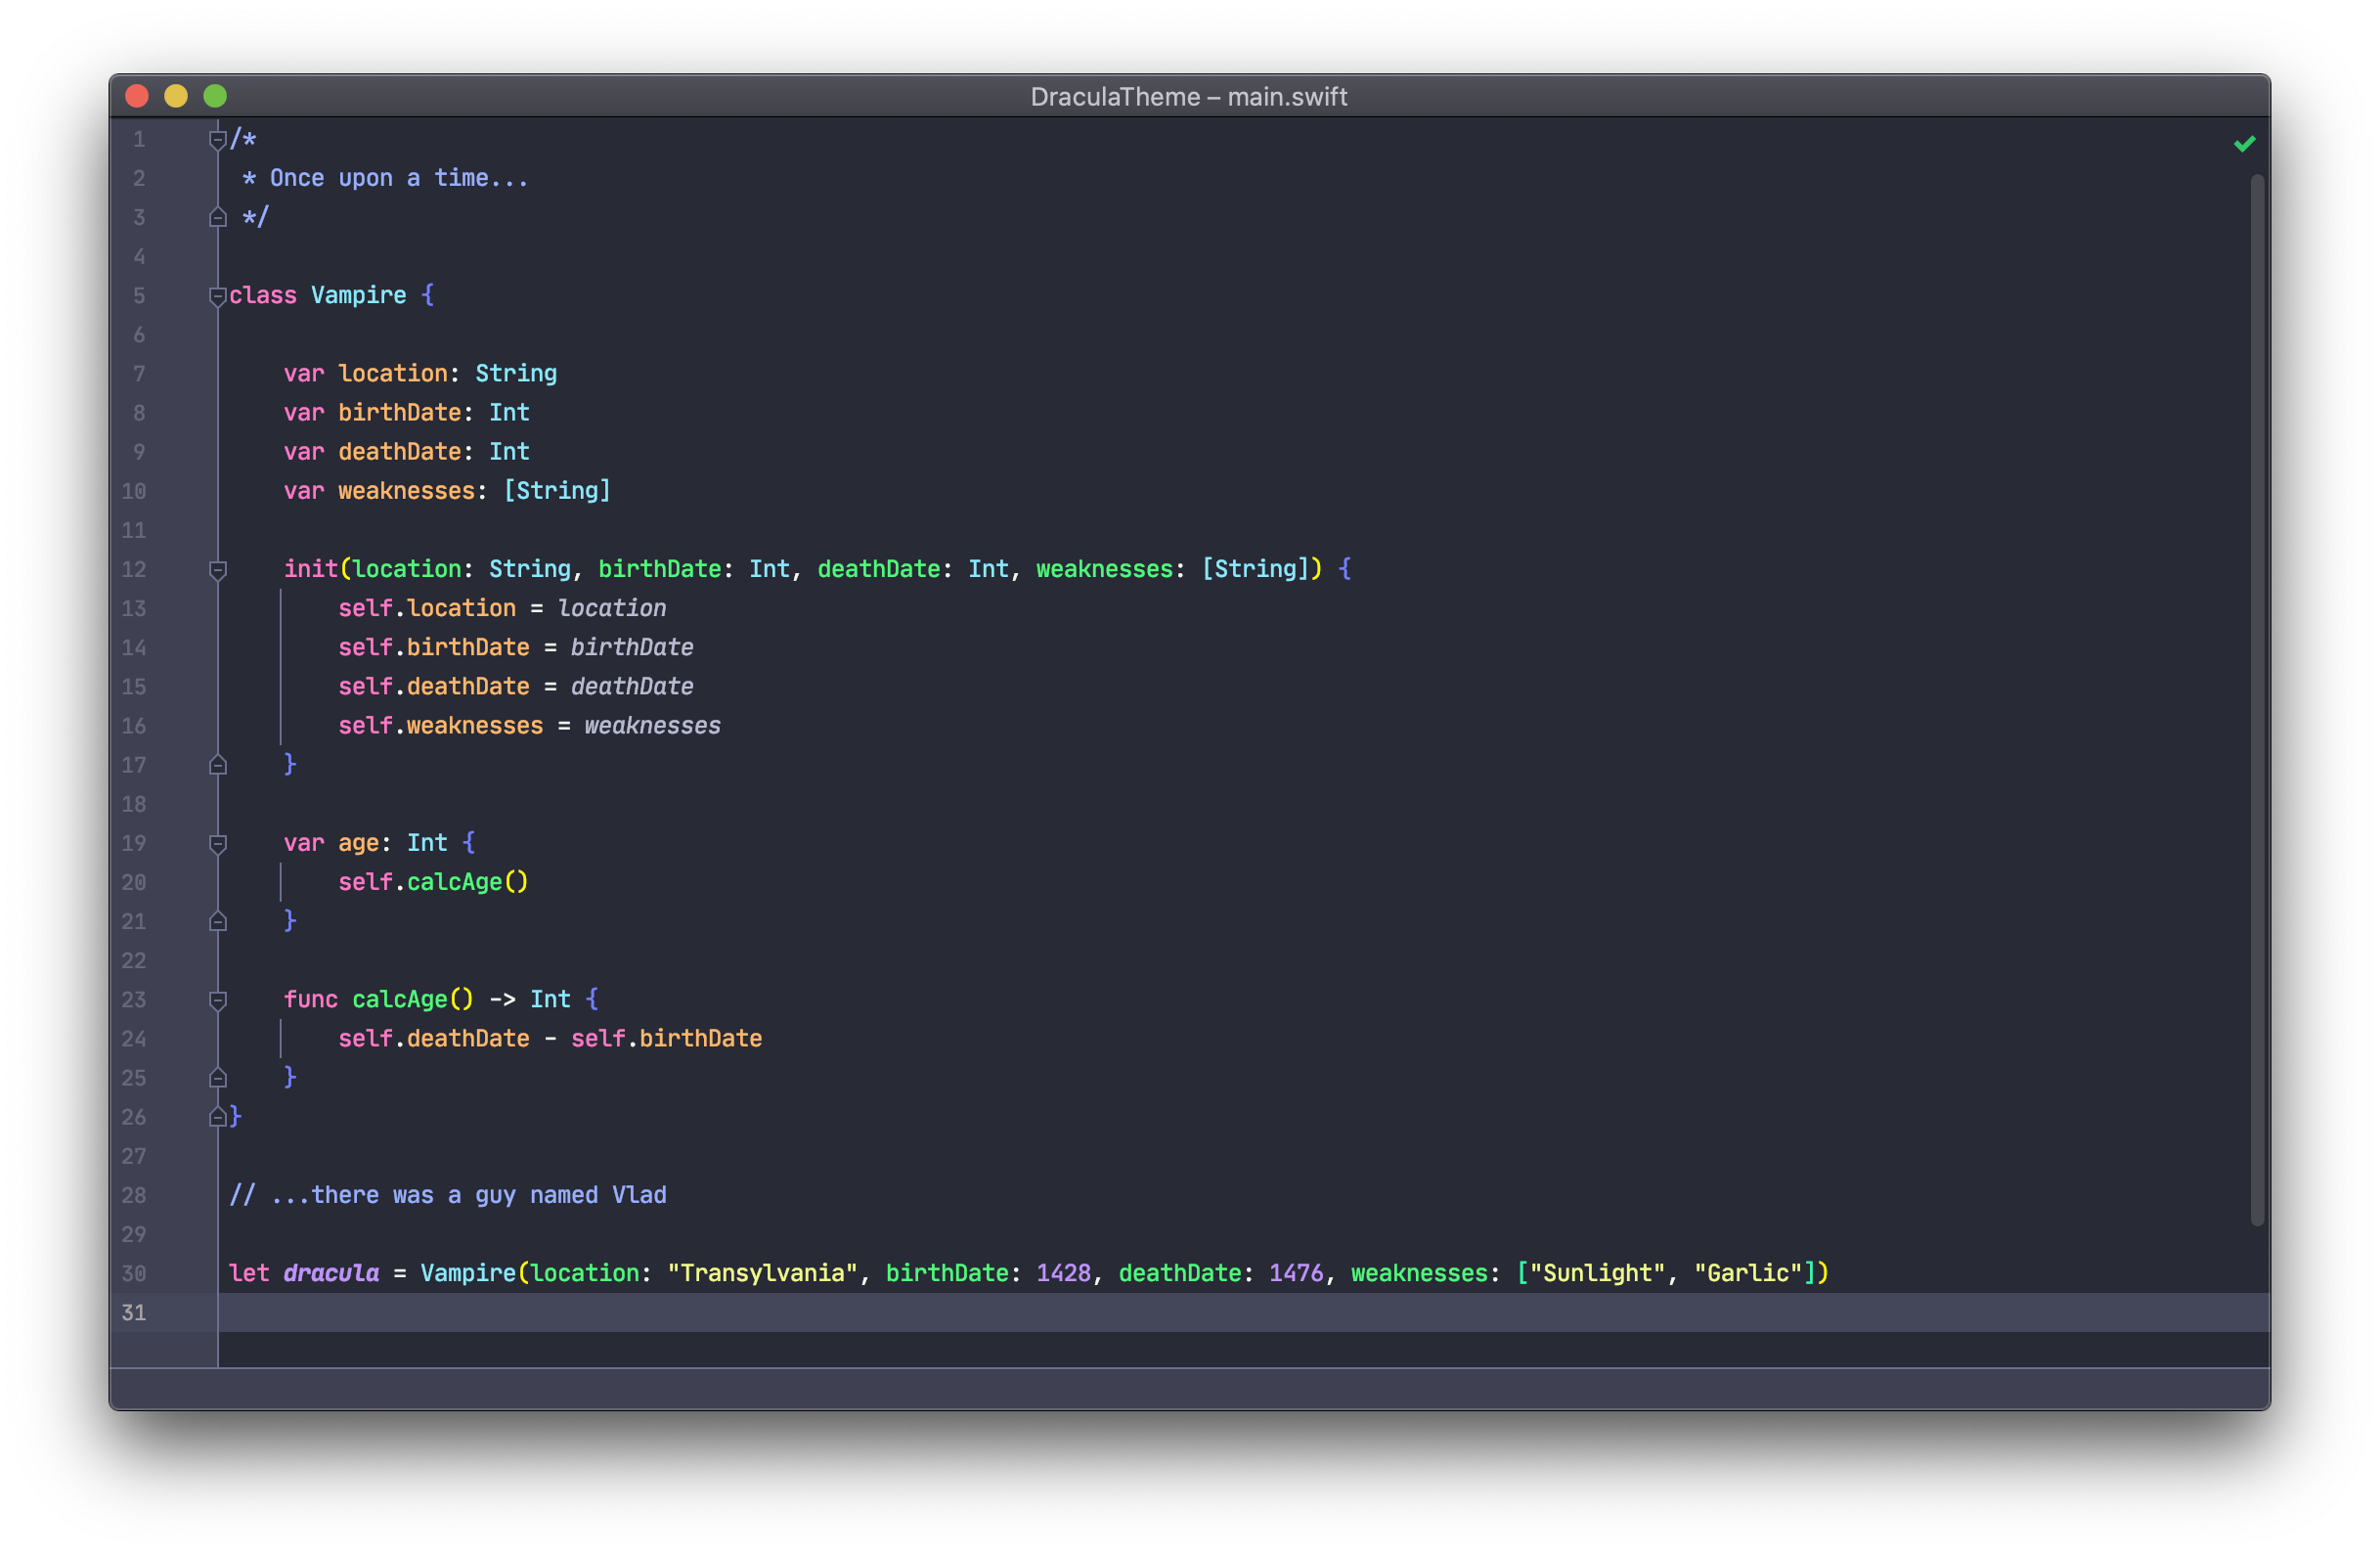 DraculaTheme – main.swift
1 /*
2  * Once upon a time...
3  */
4
5 class Vampire {
6
7     var location: String
8     var birthDate: Int
9     var deathDate: Int
10     var weaknesses: [String]
11
12     init(location: String, birthDate: Int, deathDate: Int, weaknesses: [String]) {
13         self.location = location
14         self.birthDate = birthDate
15         self.deathDate = deathDate
16         self.weaknesses = weaknesses
17     }
18
19     var age: Int {
20         self.calcAge()
21     }
22
23     func calcAge() -> Int {
24         self.deathDate - self.birthDate
25     }
26 }
27
28 // ...there was a guy named Vlad
29
30 let dracula = Vampire(location: "Transylvania", birthDate: 1428, deathDate: 1476, weaknesses: ["Sunlight", "Garlic"])
31